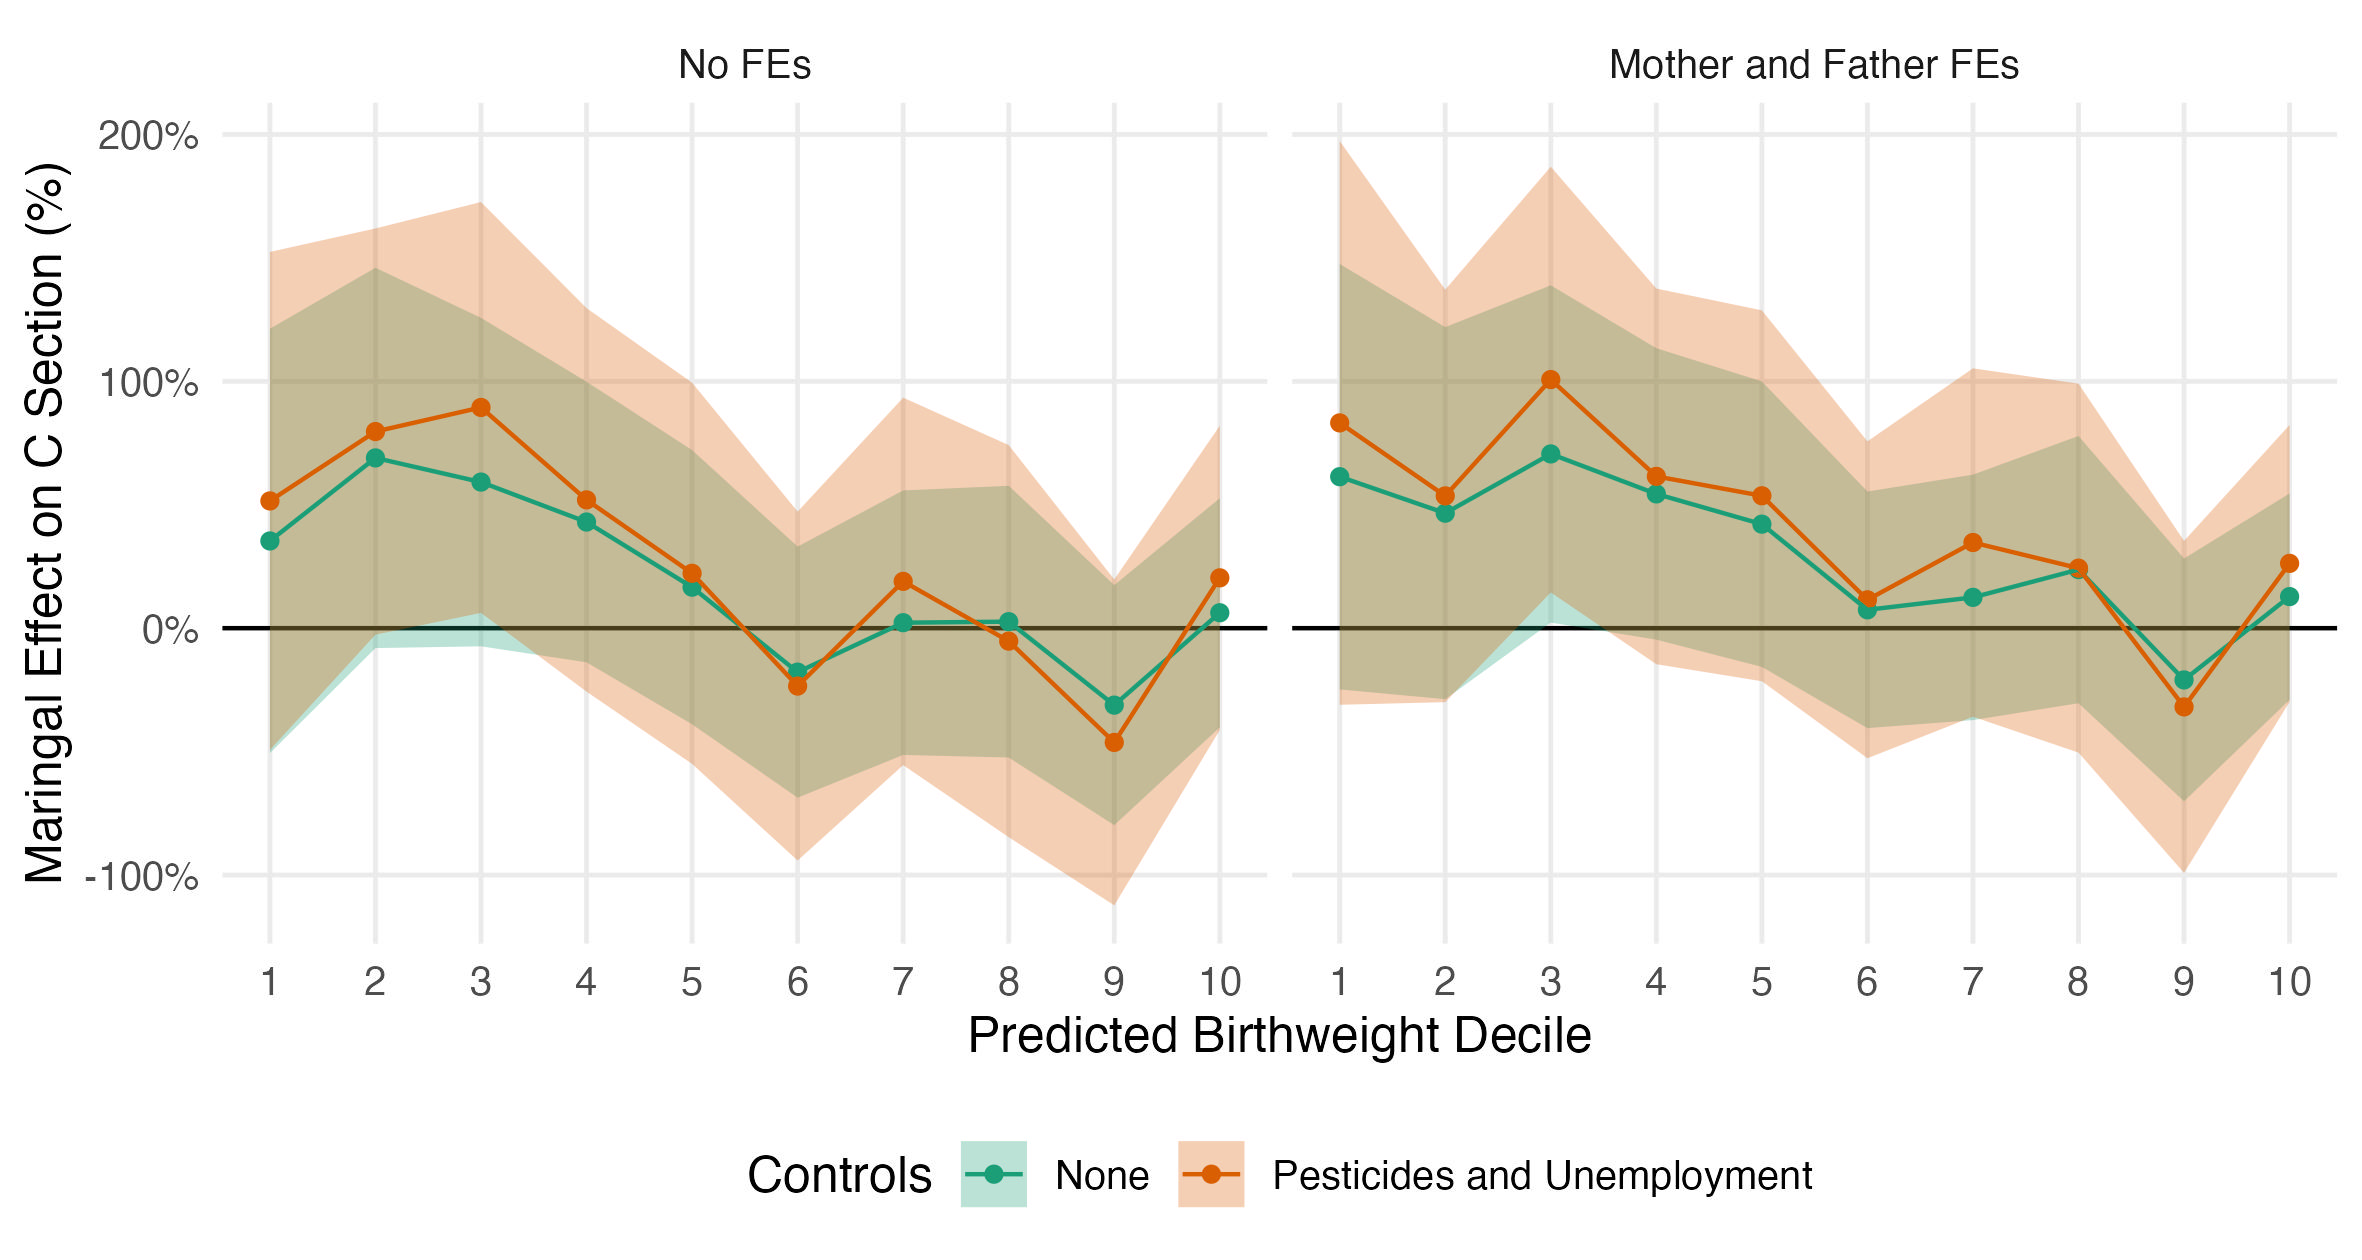 No FEs
Mother and Father FEs
Maringal Effect on C Section (%)
200%
100%
0%
-100%
1 2 3 4 5 6 7 8 9 10
1 2 3 4 5 6 7 8 9 10
Predicted Birthweight Decile
Controls None Pesticides and Unemployment